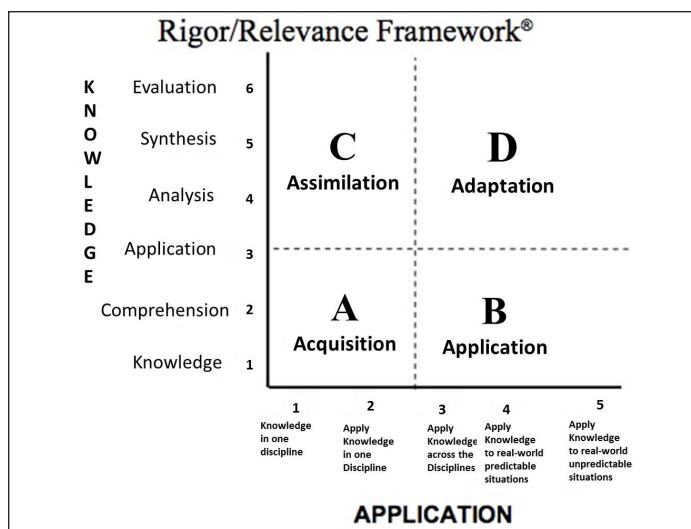 Rigor/Relevance Framework®
KNOWLEDGE
Evaluation 6
Synthesis 5
Analysis 4
Application 3
Comprehension 2
Knowledge 1
C
Assimilation
D
Adaptation
A
Acquisition
B
Application
1
Knowledge
in one
discipline
2
Apply
Knowledge
in one
Discipline
3
Apply
Knowledge
across the
Disciplines
4
Apply
Knowledge
to real-world
predictable
situations
5
Apply
Knowledge
to real-world
unpredictable
situations
APPLICATION